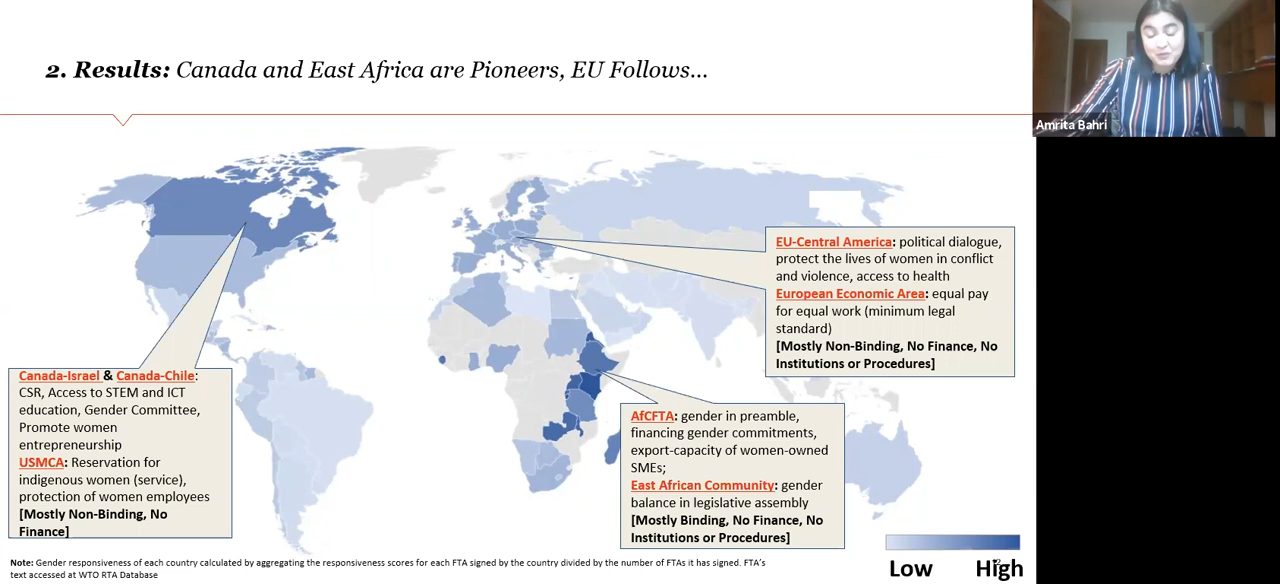 2. Results: Canada and East Africa are Pioneers, EU Follows...
Amrita Bahri
EU-Central America: political dialogue,
protect the lives of women in conflict
and violence, access to health
European Economic Area: equal pay
for equal work (minimum legal
standard)
[Mostly Non-Binding, No Finance, No
Institutions or Procedures]
Canada-Israel & Canada-Chile:
CSR, Access to STEM and ICT
education, Gender Committee,
Promote women
entrepreneurship
USMCA: Reservation for
indigenous women (service),
protection of women employees
[Mostly Non-Binding, No
Finance]
AfCFTA: gender in preamble,
financing gender commitments,
export-capacity of women-owned
SMEs;
East African Community: gender
balance in legislative assembly
[Mostly Binding, No Finance, No
Institutions or Procedures]
Low High
Note: Gender responsiveness of each country calculated by aggregating the responsiveness scores for each FTA signed by the country divided by the number of FTAs it has signed. FTA's
text accessed at WTO RTA Database